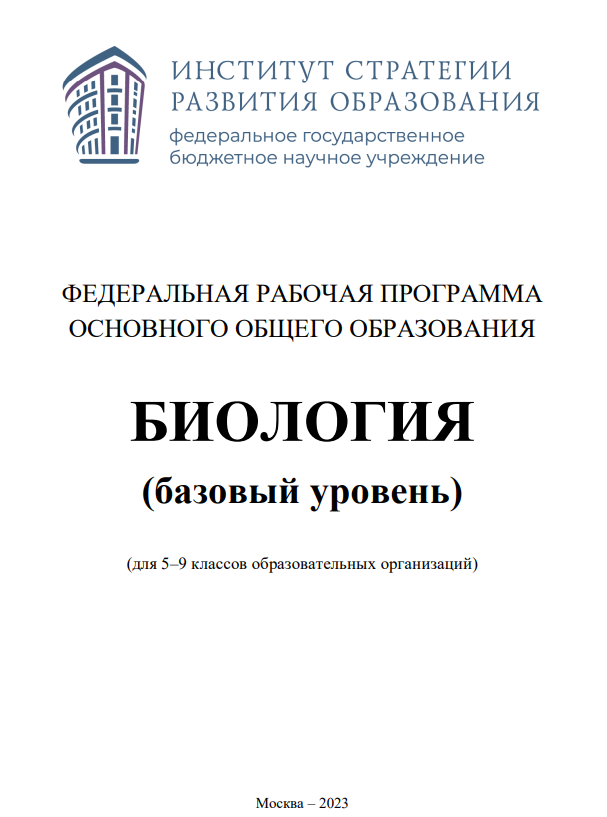 ИНСТИТУТ СТРАТЕГИИ
РАЗВИТИЯ ОБРАЗОВАНИЯ
федеральное государственное
бюджетное научное учреждение
ФЕДЕРАЛЬНАЯ РАБОЧАЯ ПРОГРАММА
ОСНОВНОГО ОБЩЕГО ОБРАЗОВАНИЯ
БИОЛОГИЯ
(базовый уровень)
(для 5–9 классов образовательных организаций)
Москва – 2023